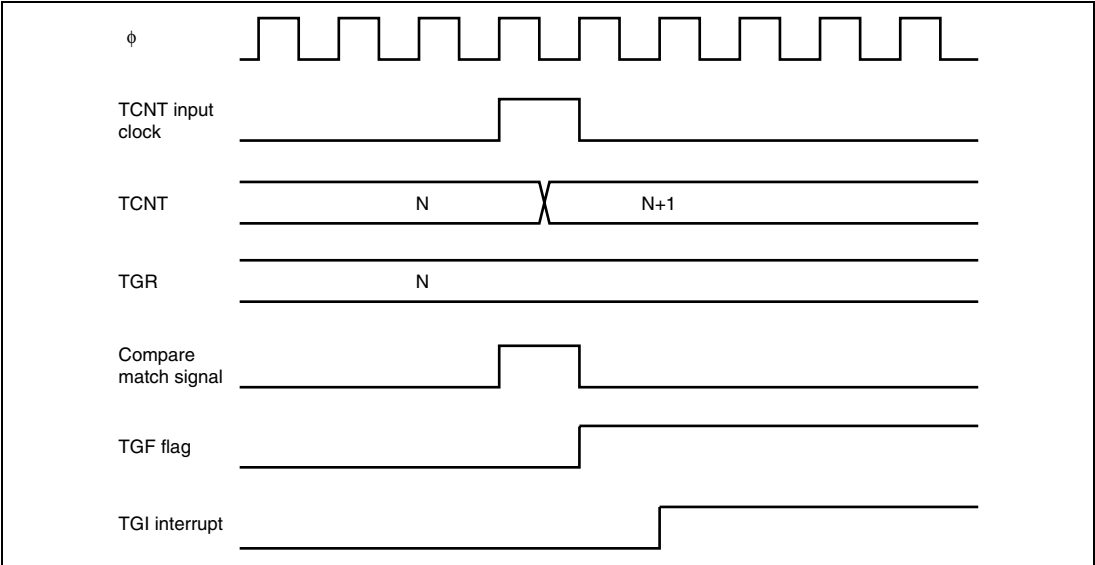 ϕ
TCNT input
clock
TCNT
N
N+1
TGR
N
Compare
match signal
TGF flag
TGI interrupt